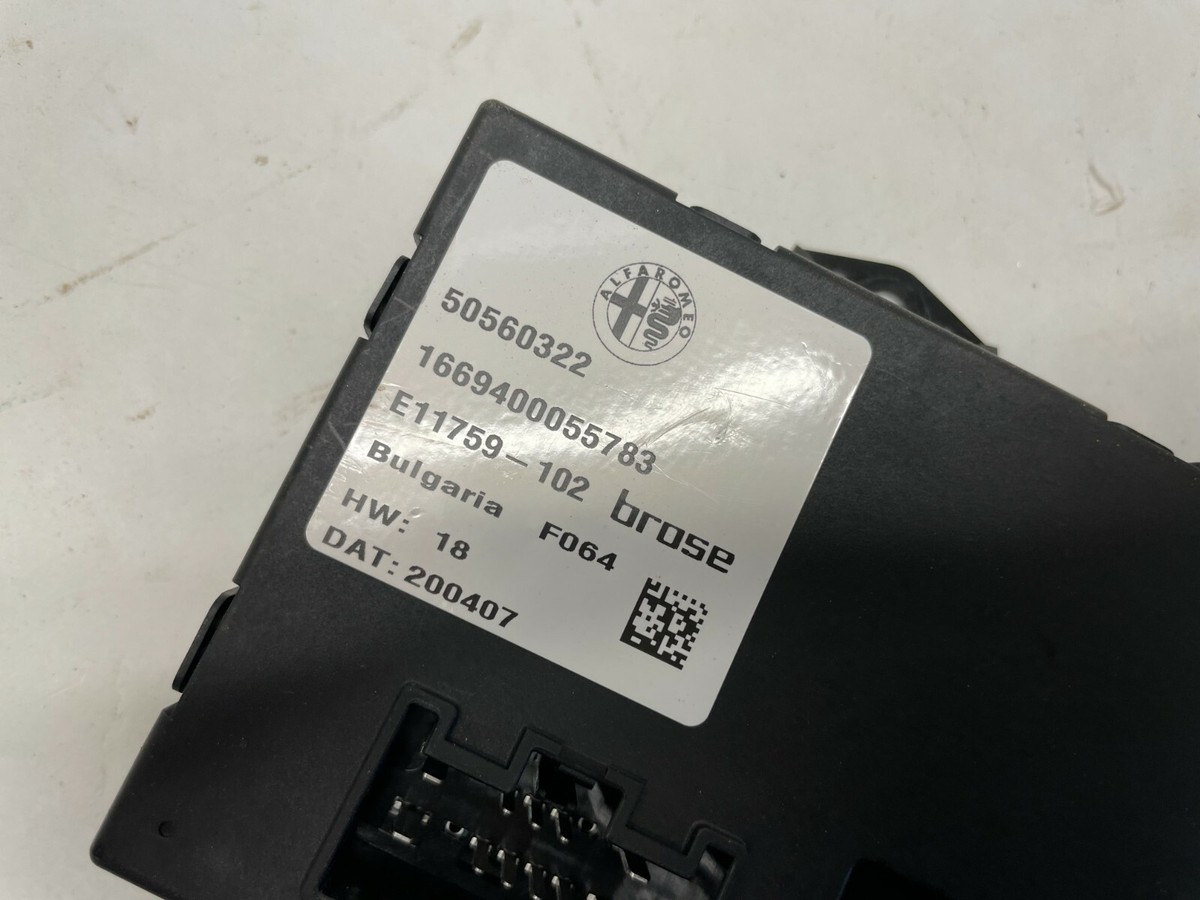 ALFA ROMEO
50560322
1669400055783
E11759-102
brose
Bulgaria F064
HW: 18
DAT: 200407